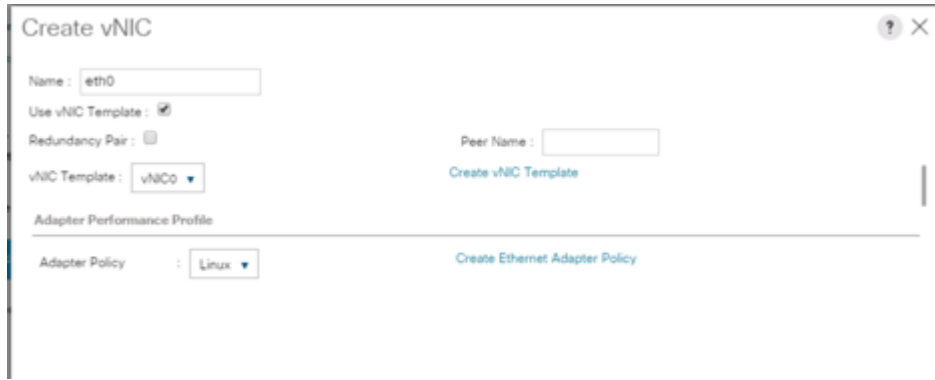 Create vNIC
?
Name : eth0
Use vNIC Template :
Redundancy Pair :
Peer Name :
vNIC Template : vNIC0
Create vNIC Template
Adapter Performance Profile
Adapter Policy : Linux
Create Ethernet Adapter Policy